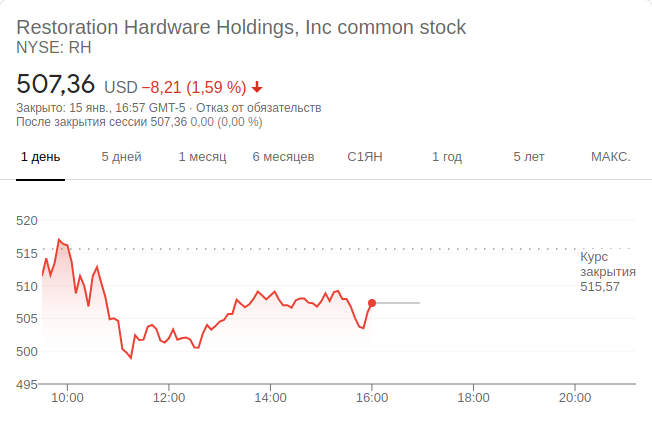 Restoration Hardware Holdings, Inc common stock
NYSE: RH
507,36 USD −8,21 (1,59 %)
Закрыто: 15 янв., 16:57 GMT-5 · Отказ от обязательств
После закрытия сессии 507,36 0,00 (0,00 %)
1 день 5 дней 1 месяц 6 месяцев С1ЯН 1 год 5 лет МАКС.
520
515
510
505
500
495
Курс
закрытия
515,57
10:00 12:00 14:00 16:00 18:00 20:00